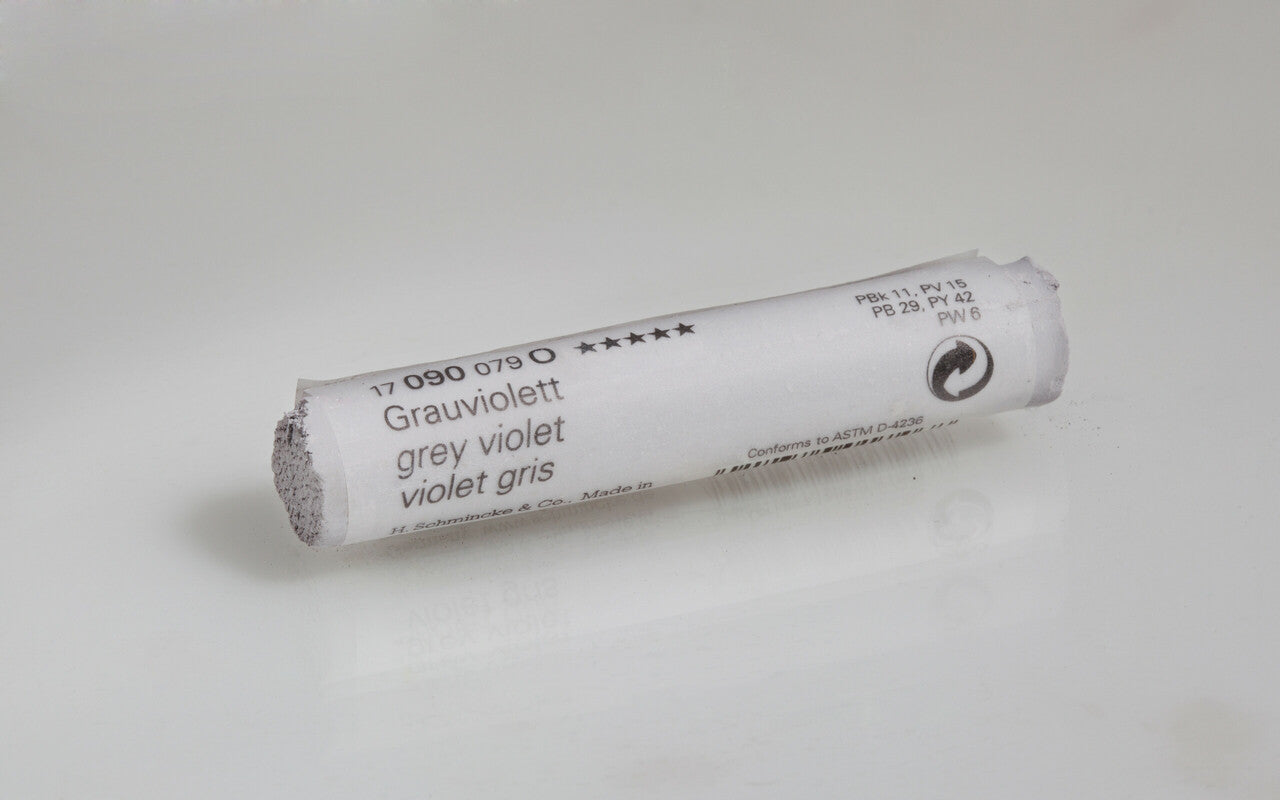 17 090 079 O ★★★★★
Grauviolett
grey violet
violet gris
H. Schmincke & Co., Made in
PBk 11, PV 15
PB 29, PY 42
PW 6
Conforms to ASTM D-4236